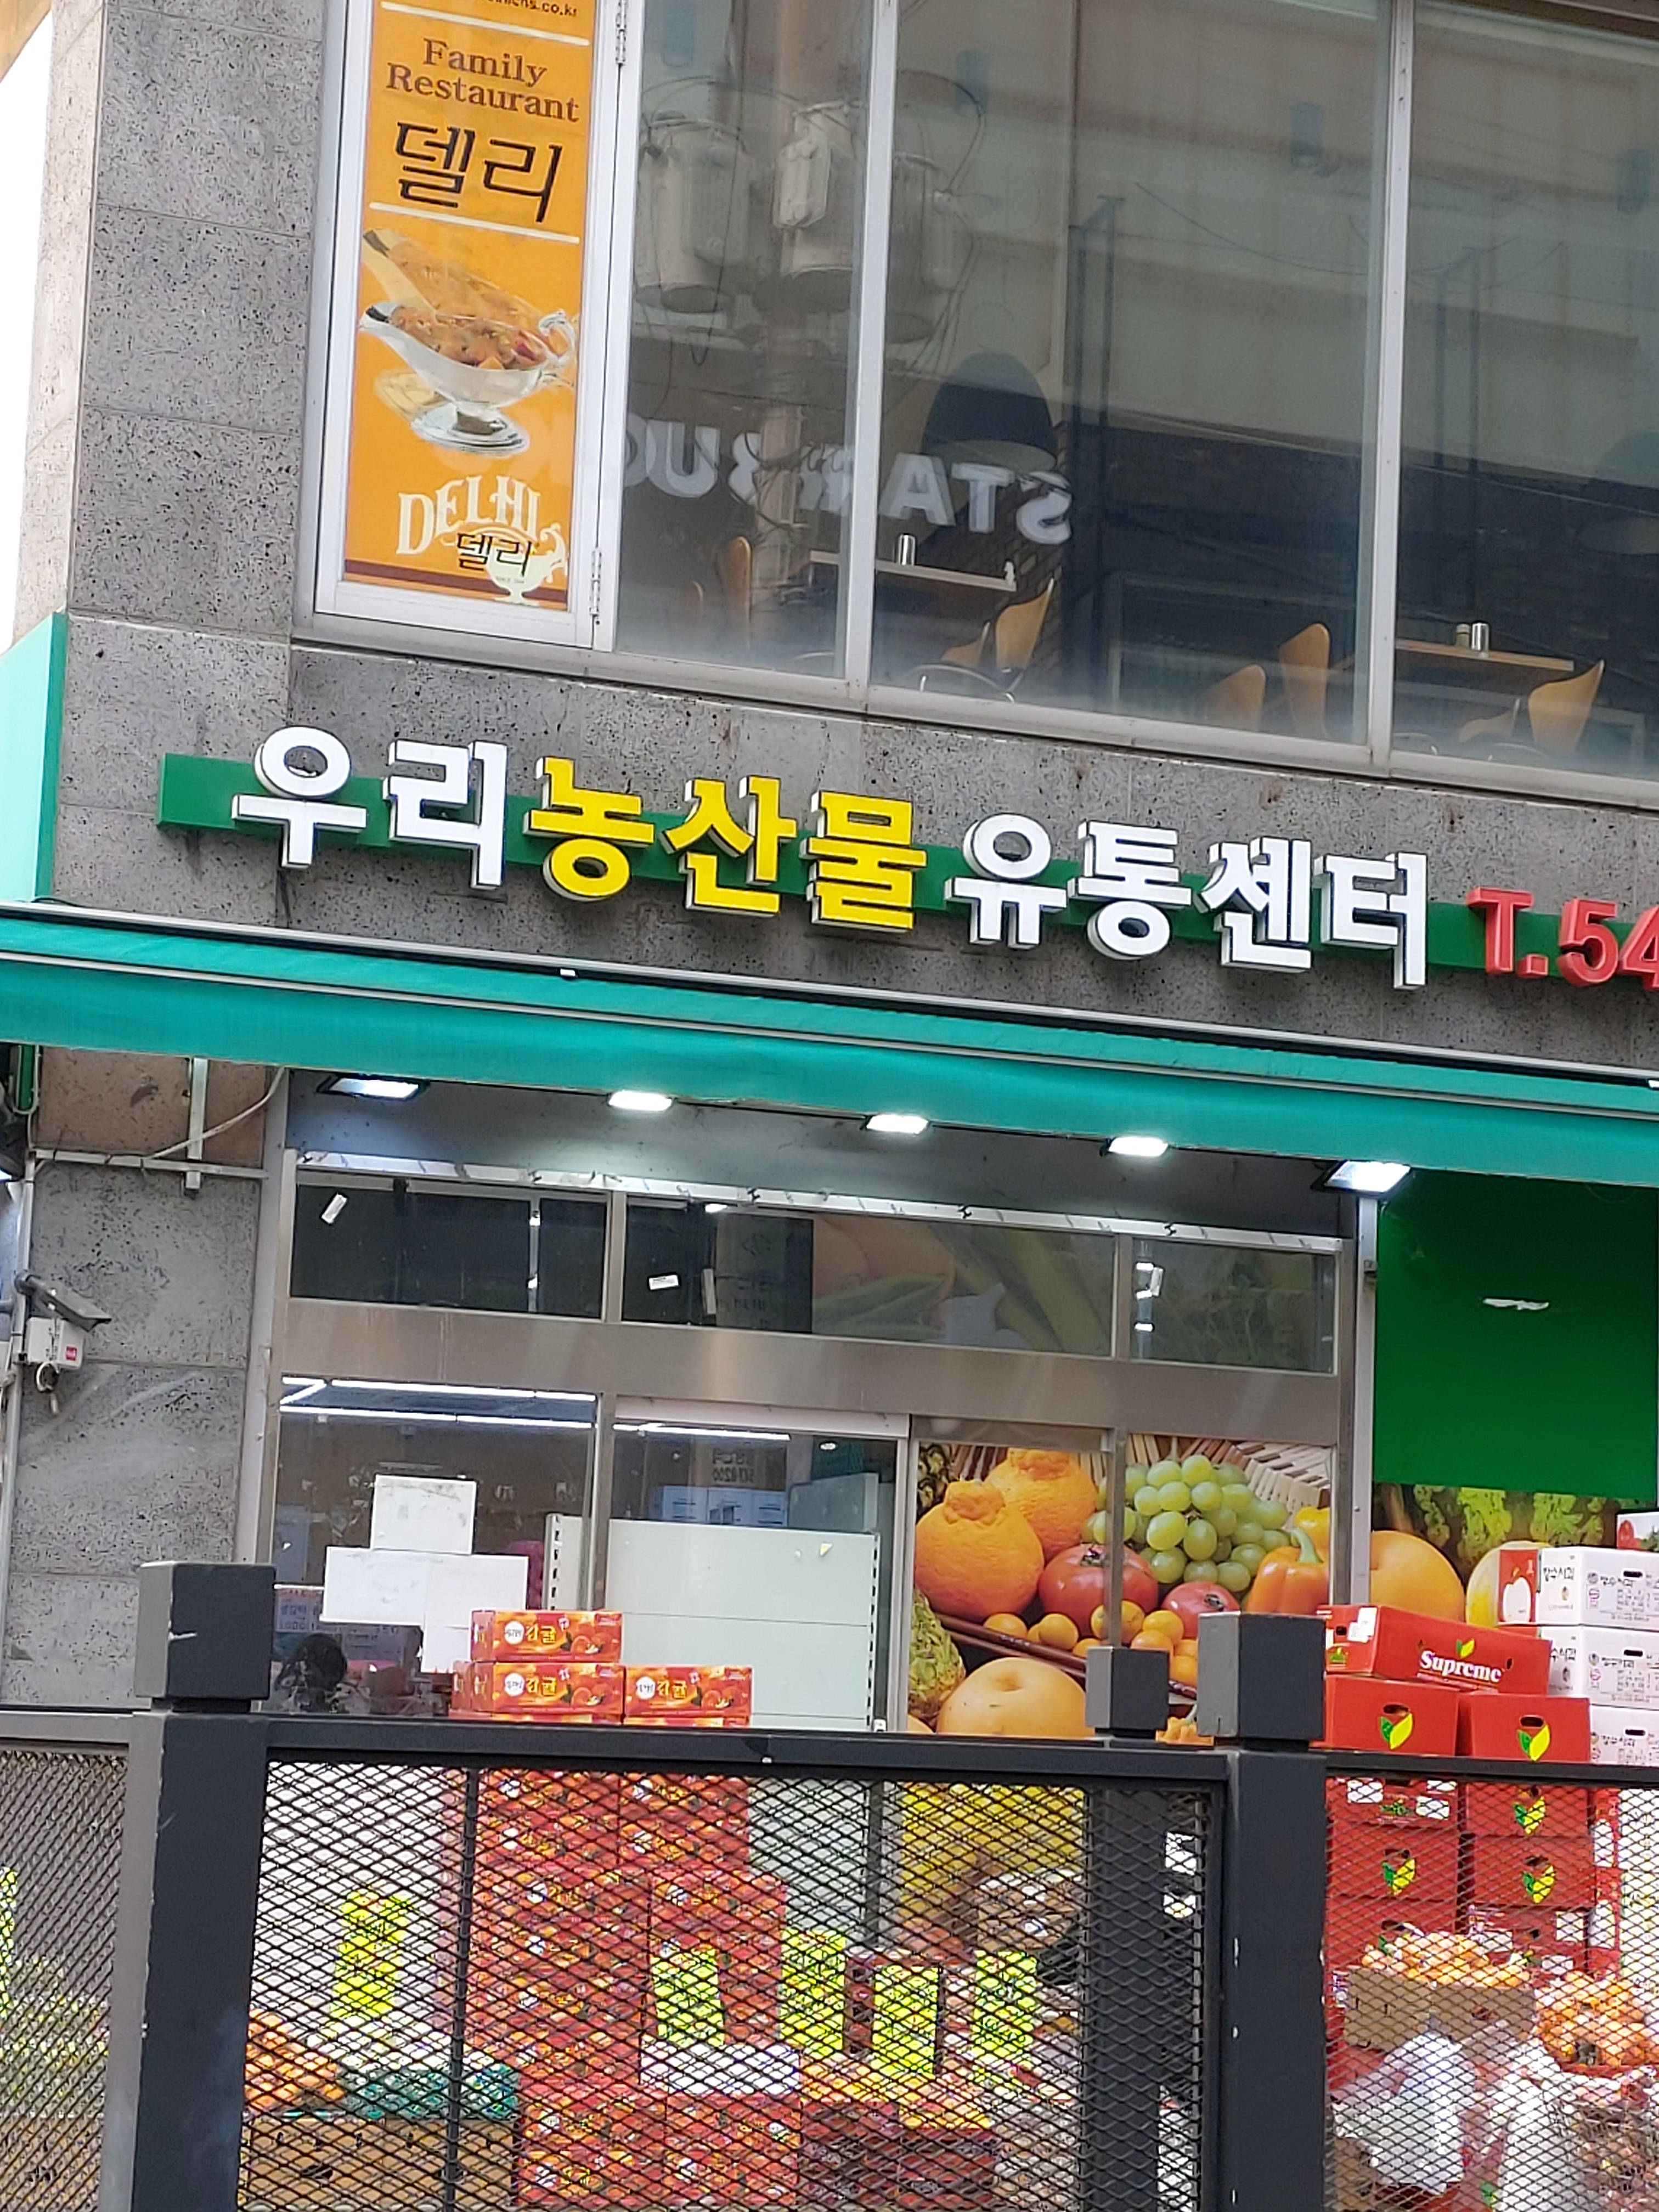 Family
Restaurant
델리
DELHI
델리
STARBUC
우리농산물유통센터 T.54
감귤
감귤
감귤
Supreme